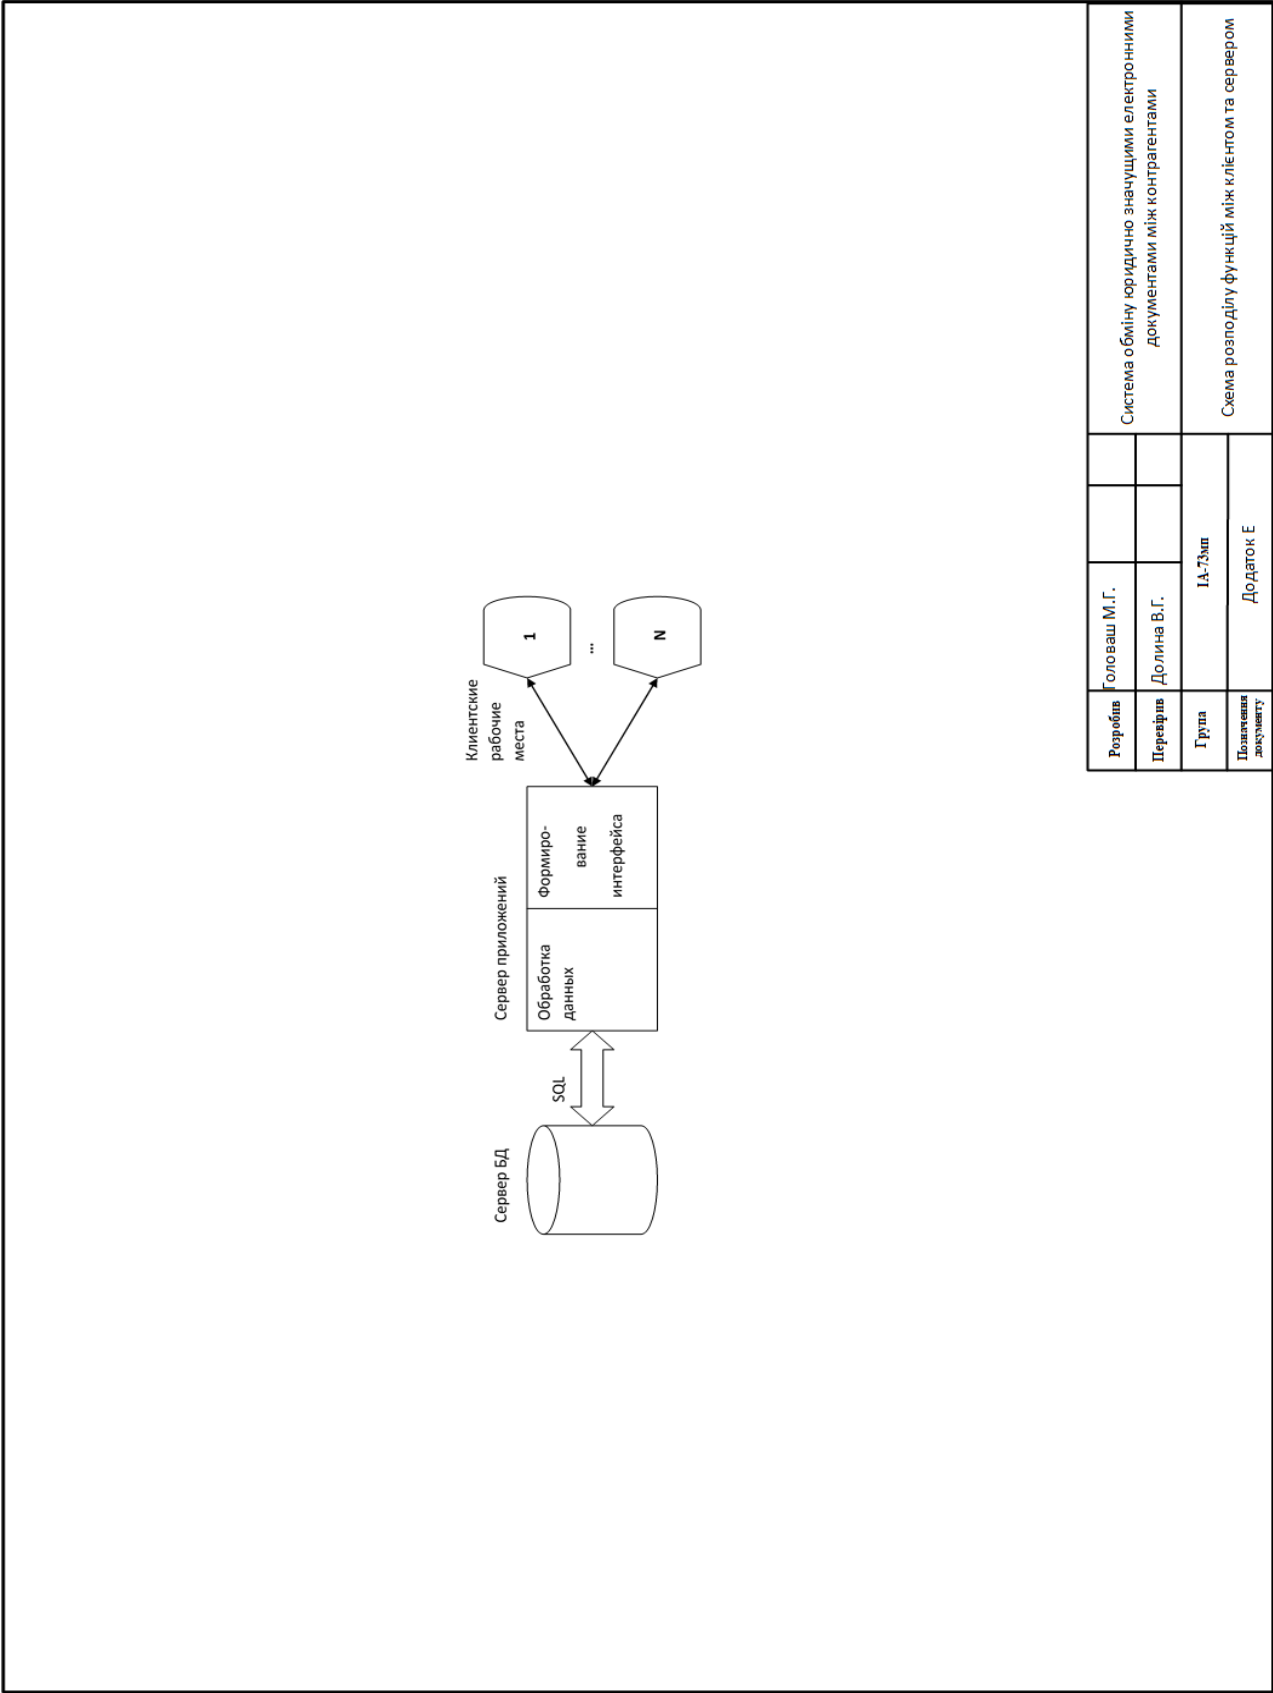 Сервер БД
SQL
Сервер приложений
Обработка
данных
Формиро-
вание
интерфейса
Клиентские
рабочие
места
1
...
N
Розробив
Головаш М.Г.
Система обміну юридично значущими електронними
документами між контрагентами
Перевірив
Долина В.Г.
Група
ІА-73мп
Схема розподілу функцій між клієнтом та сервером
Позначення
документу
Додаток Е